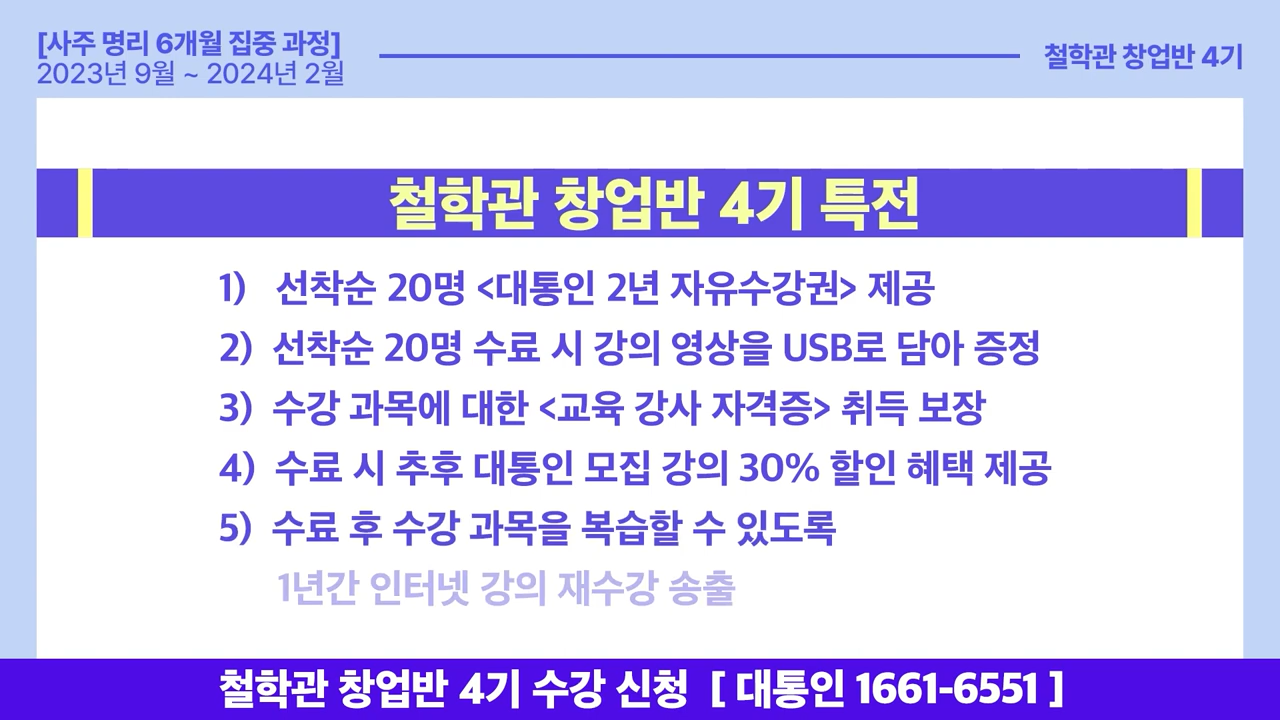 [사주 명리 6개월 집중 과정]
2023년 9월 ~ 2024년 2월
철학관 창업반 4기
철학관 창업반 4기 특전
1) 선착순 20명 <대통인 2년 자유수강권> 제공
2) 선착순 20명 수료 시 강의 영상을 USB로 담아 증정
3) 수강 과목에 대한 <교육 강사 자격증> 취득 보장
4) 수료 시 추후 대통인 모집 강의 30% 할인 혜택 제공
5) 수료 후 수강 과목을 복습할 수 있도록
1년간 인터넷 강의 재수강 송출
철학관 창업반 4기 수강 신청 [ 대통인 1661-6551 ]